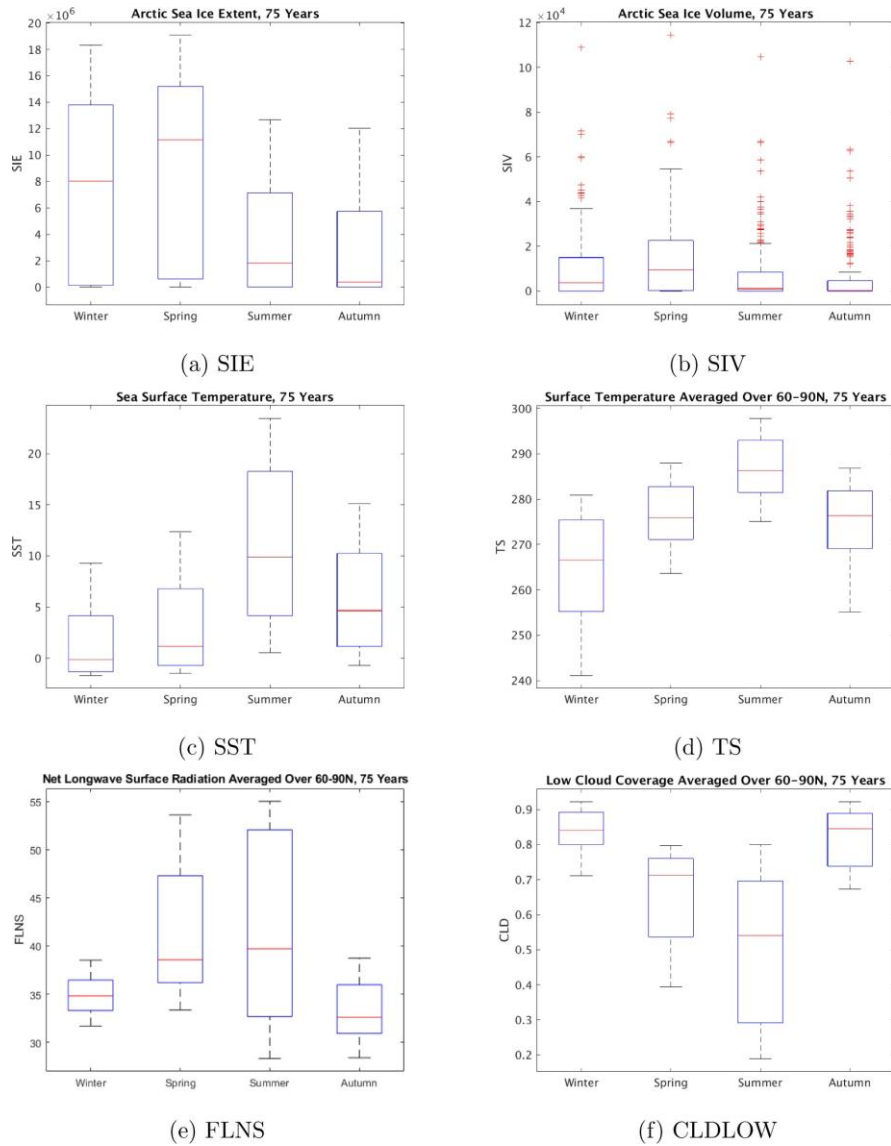 Arctic Sea Ice Extent, 75 Years
×10⁶
20
18
16
14
12
10
8
6
4
2
0
SIE
Winter Spring Summer Autumn
(a) SIE
Arctic Sea Ice Volume, 75 Years
×10⁴
12
10
8
6
4
2
0
SIV
Winter Spring Summer Autumn
(b) SIV
Sea Surface Temperature, 75 Years
20
15
10
5
0
SST
Winter Spring Summer Autumn
(c) SST
Surface Temperature Averaged Over 60–90N, 75 Years
300
290
280
270
260
250
240
TS
Winter Spring Summer Autumn
(d) TS
Net Longwave Surface Radiation Averaged Over 60-90N, 75 Years
55
50
45
40
35
30
FLNS
Winter Spring Summer Autumn
(e) FLNS
Low Cloud Coverage Averaged Over 60–90N, 75 Years
0.9
0.8
0.7
0.6
0.5
0.4
0.3
0.2
CLD
Winter Spring Summer Autumn
(f) CLDLOW